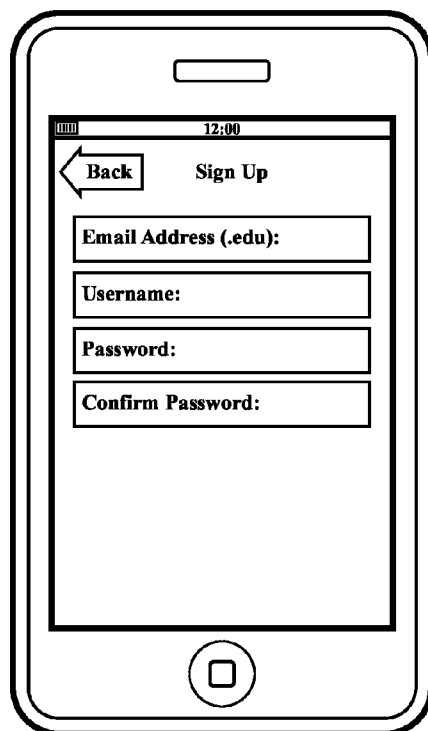 12:00
Back Sign Up
Email Address (.edu):
Username:
Password:
Confirm Password: